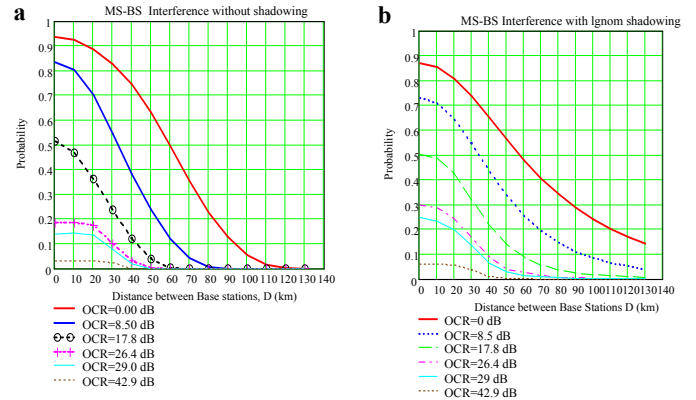 a
MS-BS Interference without shadowing
Probability
1
0.9
0.8
0.7
0.6
0.5
0.4
0.3
0.2
0.1
0
0 10 20 30 40 50 60 70 80 90 100 110 120 130 140
Distance between Base stations, D (km)
OCR=0.00 dB
OCR=8.50 dB
OCR=17.8 dB
OCR=26.4 dB
OCR=29.0 dB
OCR=42.9 dB
b
MS-BS Interference with lgnom shadowing
Probability
1
0.9
0.8
0.7
0.6
0.5
0.4
0.3
0.2
0.1
0
0 10 20 30 40 50 60 70 80 90 100 110 120 130 140
Distance between Base Stations D (km)
OCR=0 dB
OCR=8.5 dB
OCR=17.8 dB
OCR=26.4 dB
OCR=29 dB
OCR=42.9 dB